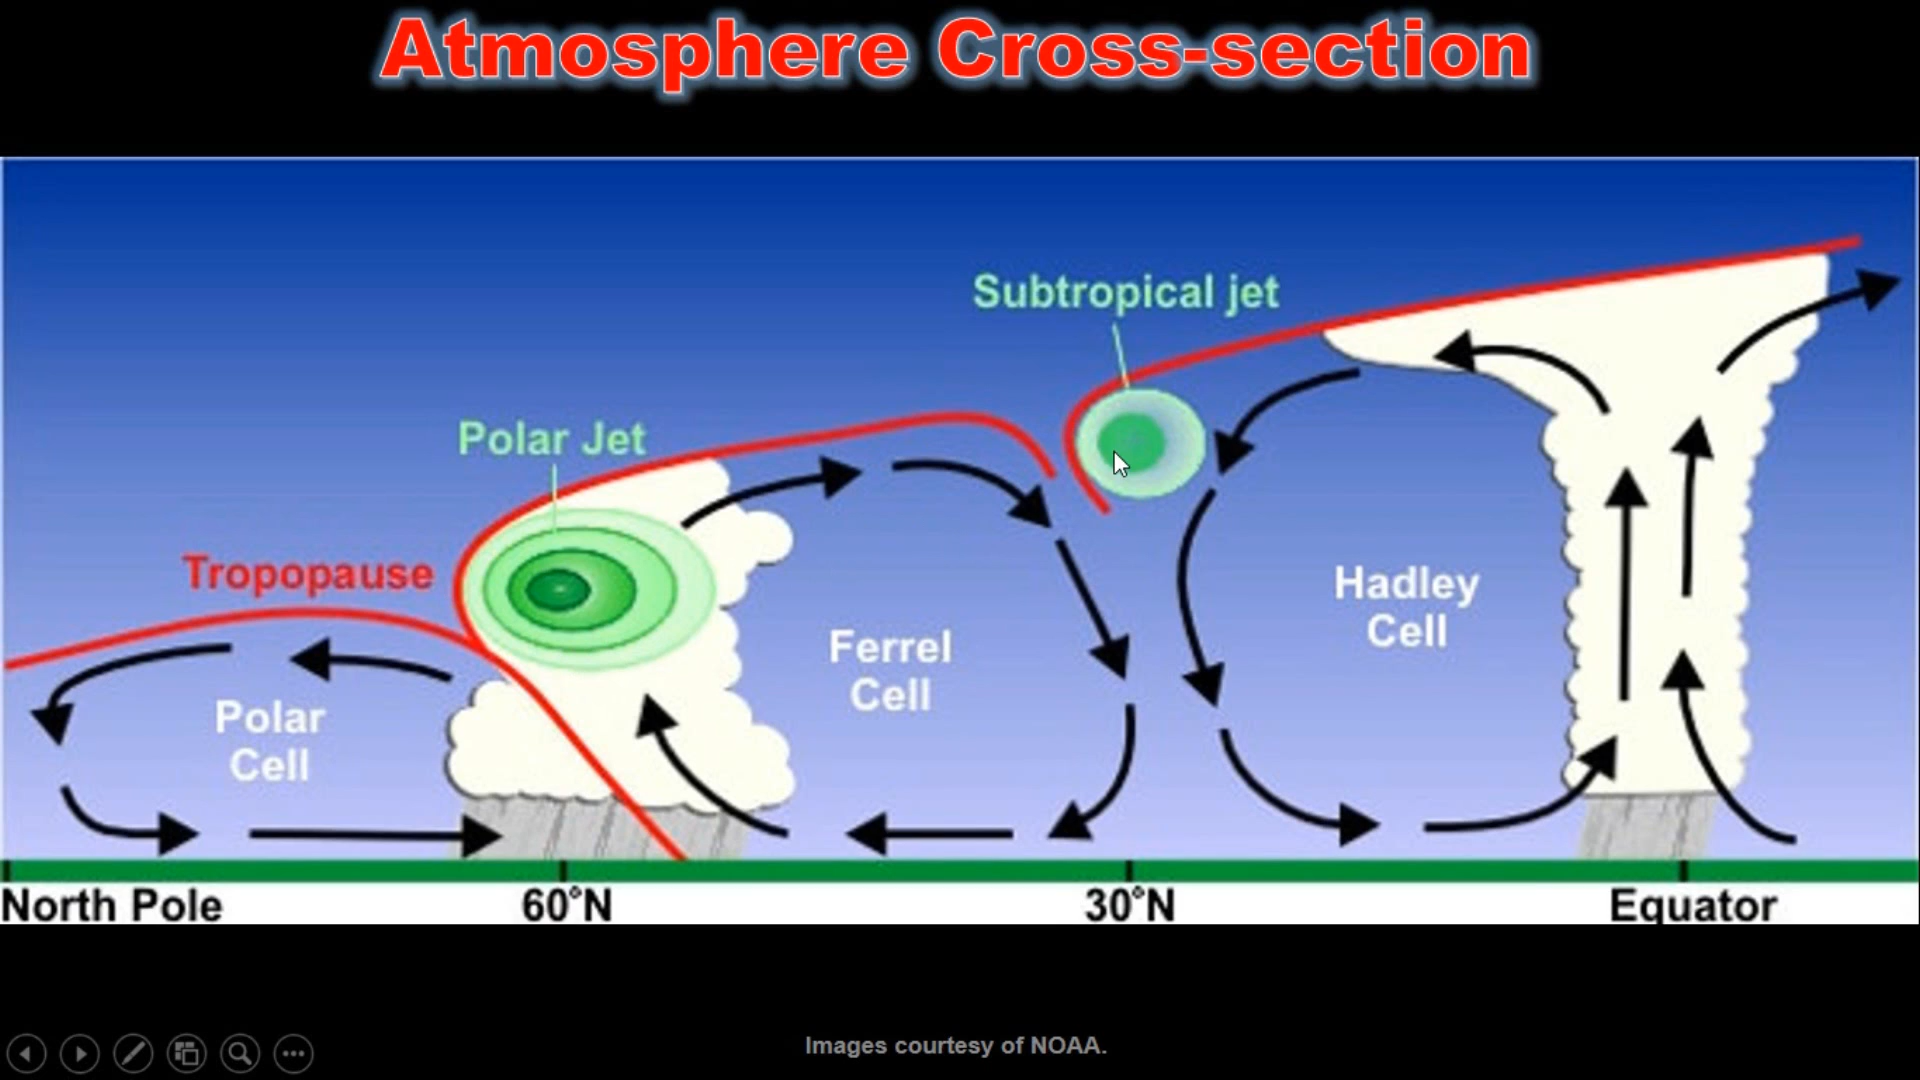 Atmosphere Cross-section
Subtropical jet
Polar Jet
Tropopause
Hadley
Cell
Ferrel
Cell
Polar
Cell
North Pole
60°N
30°N
Equator
Images courtesy of NOAA.